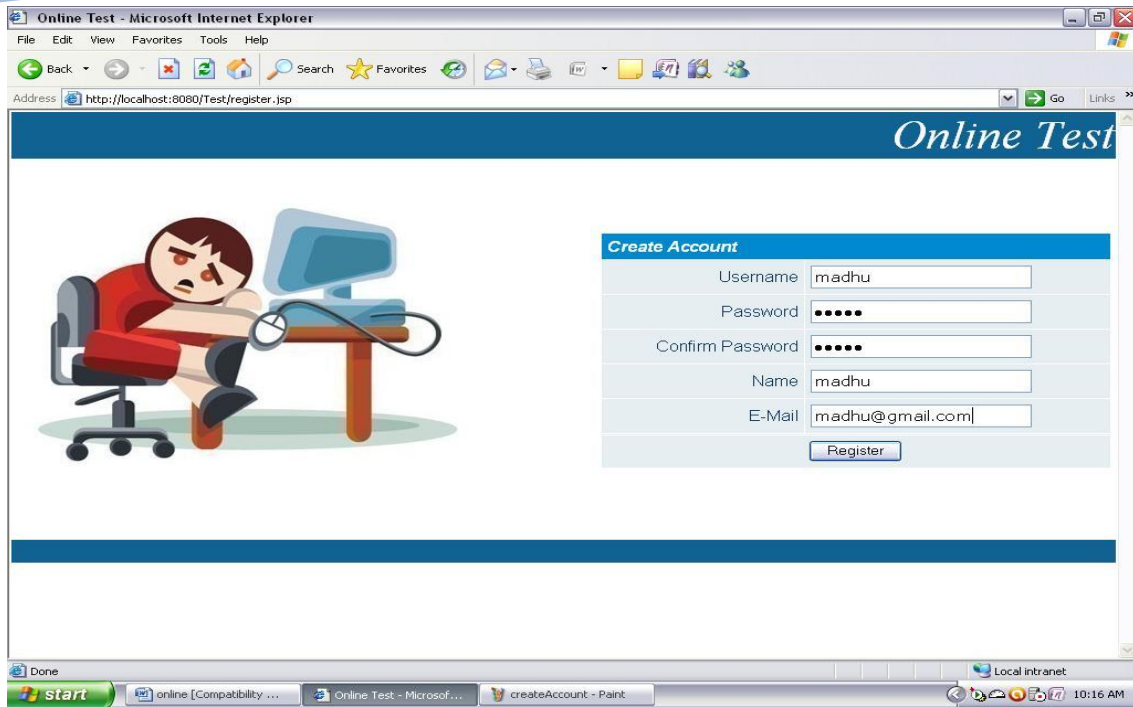 Online Test - Microsoft Internet Explorer
File Edit View Favorites Tools Help
Back Search Favorites
Address http://localhost:8080/Test/register.jsp Go Links »
Online Test
Create Account
Username madhu
Password •••••
Confirm Password •••••
Name madhu
E-Mail madhu@gmail.com
Register
Done Local intranet
start online [Compatibility ... Online Test - Microsof... createAccount - Paint 10:16 AM